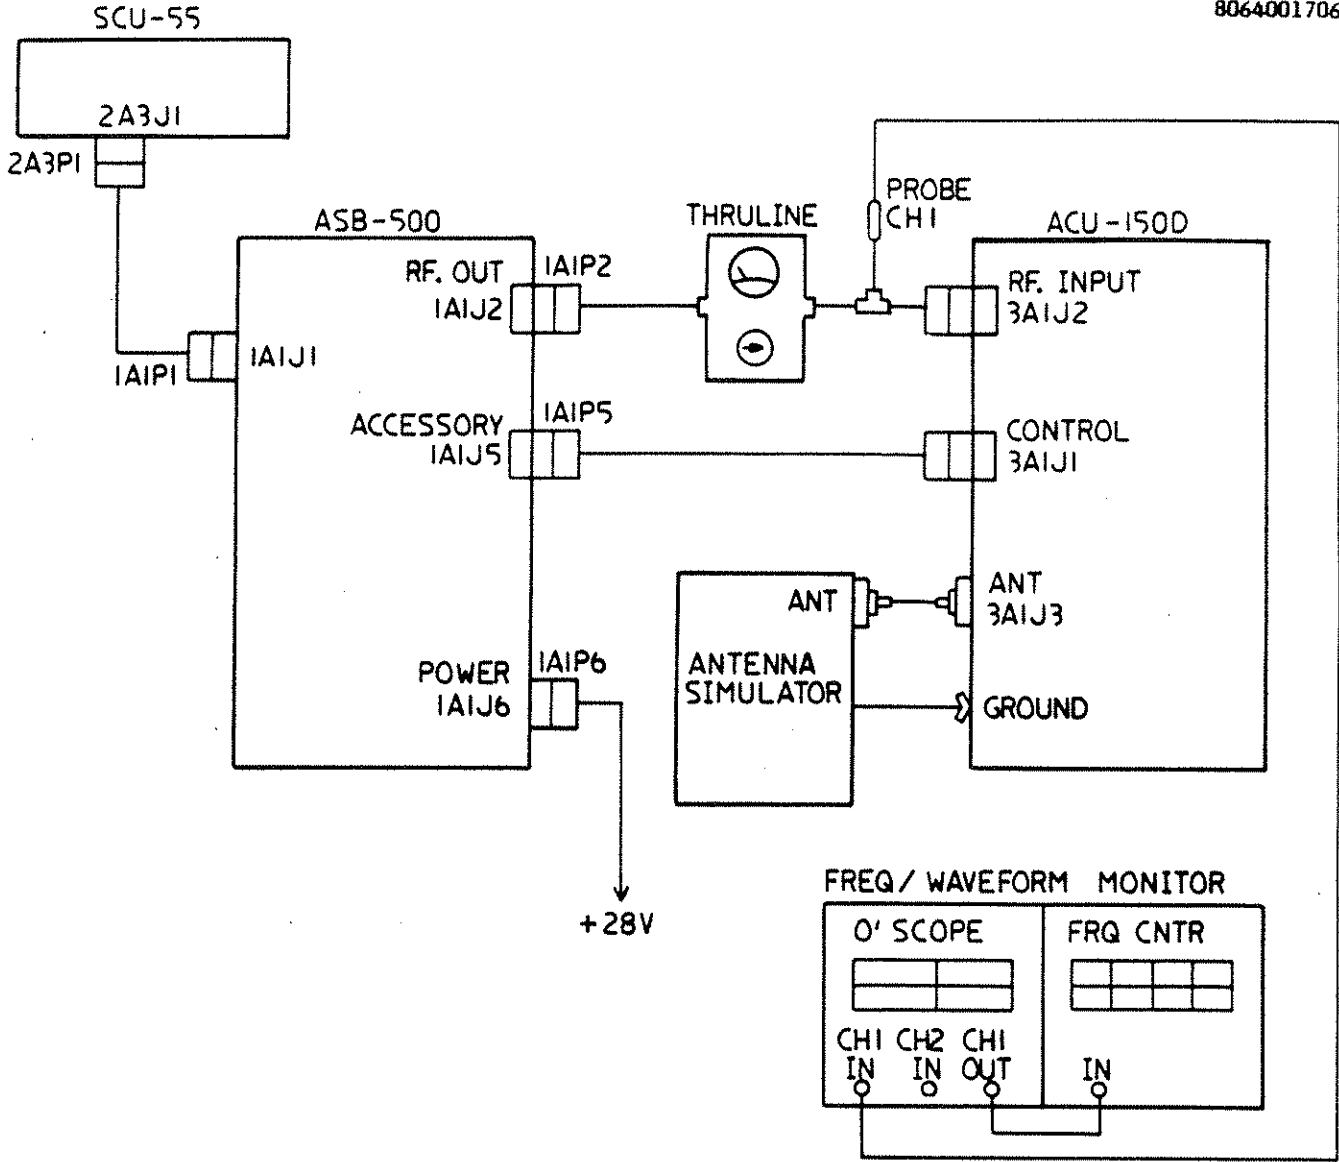 8064001706
SCU-55
2A3J1
2A3P1
ASB-500
RF. OUT
1A1J2
1A1P2
THRULINE
PROBE
CH1
ACU-150D
RF. INPUT
3A1J2
1A1P1
1A1J1
ACCESSORY
1A1J5
1A1P5
CONTROL
3A1J1
ANT
ANT
3A1J3
ANTENNA
SIMULATOR
GROUND
POWER
1A1J6
1A1P6
+28V
FREQ/ WAVEFORM MONITOR
O' SCOPE
FRQ CNTR
CH1 CH2 CH1
IN IN OUT
IN